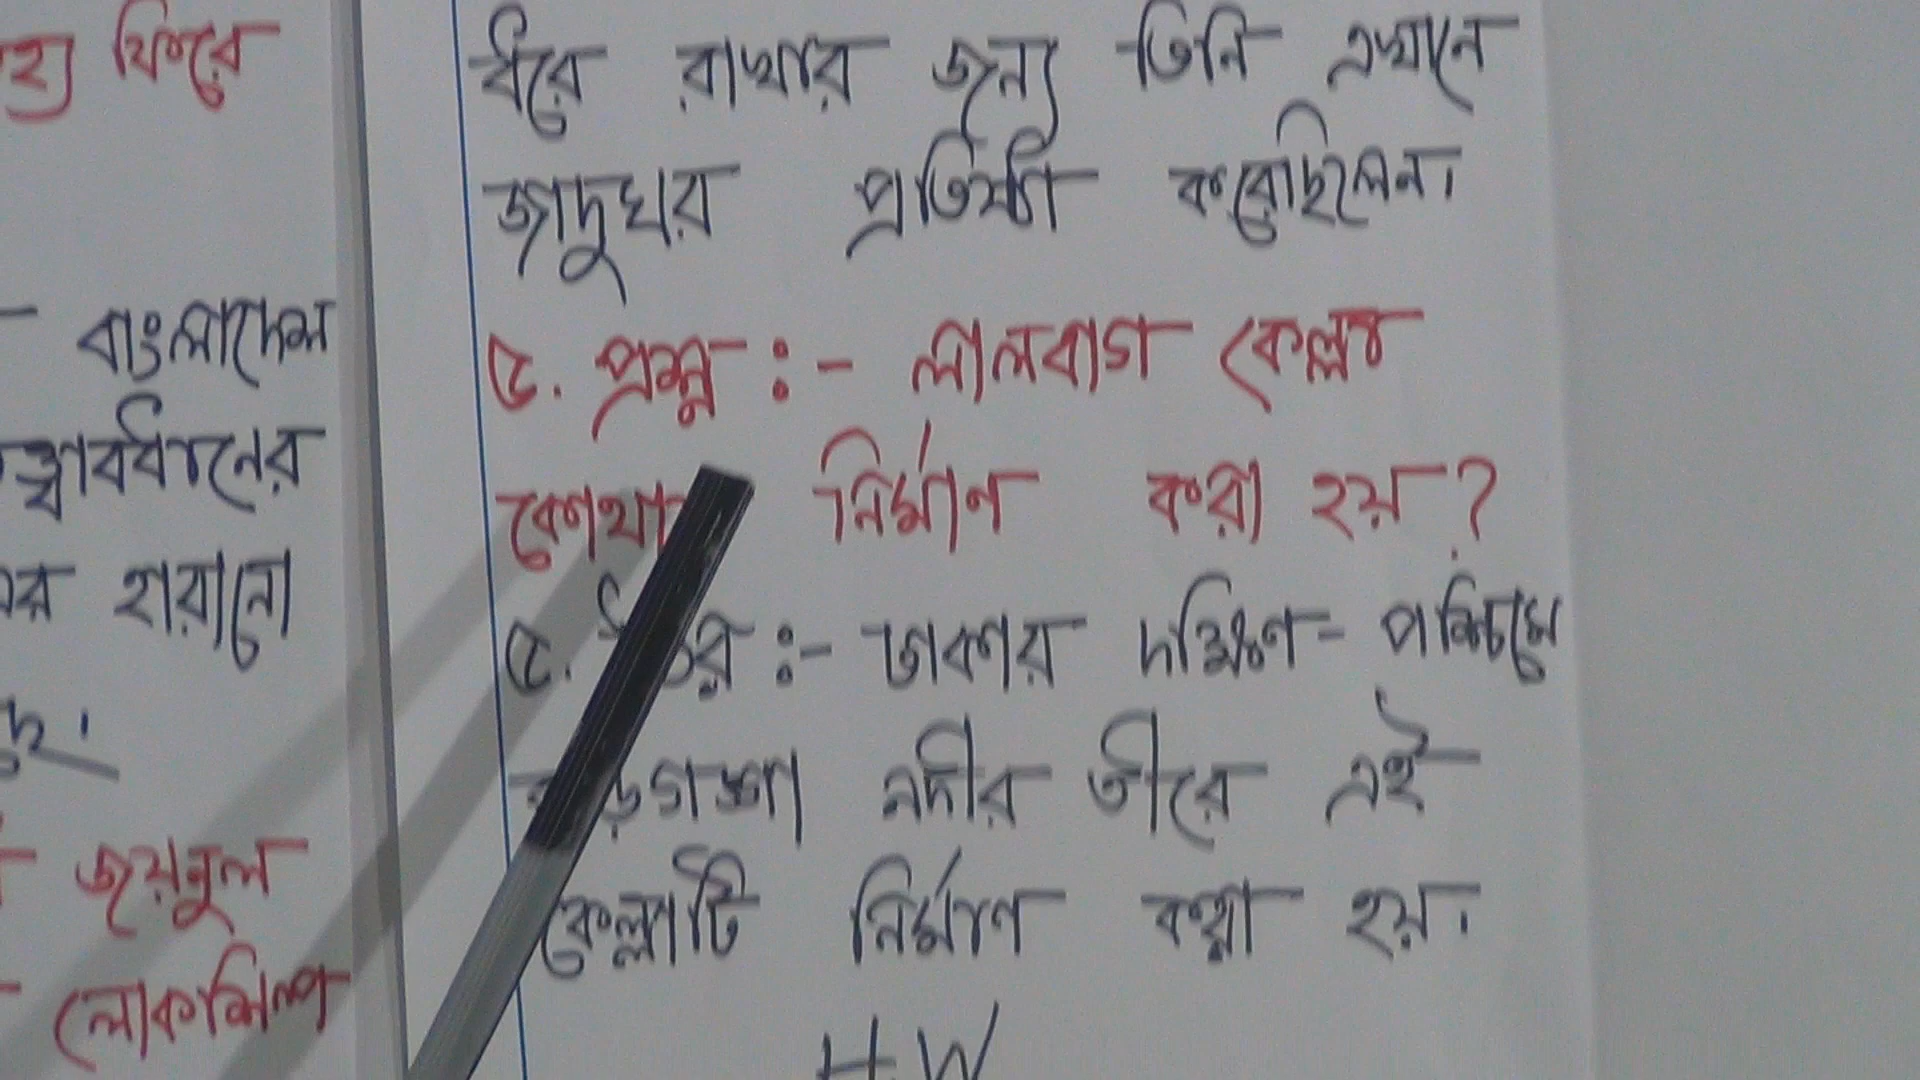 ফিরে
বাংলাদেশ
হারানো
জয়নুল
লোকশিল্প
ধরে রাখার জন্য তিনি এখানে
জাদুঘর প্রতিষ্ঠা করেছিলেন।
৫. প্রশ্ন :- লালবাগ কেল্লা
নির্মাণ করা হয় ?
৫. :- ঢাকার দক্ষিণ- পশ্চিমে
নদীর তীরে এই
কেল্লাটি নির্মাণ করা হয়।
H.W